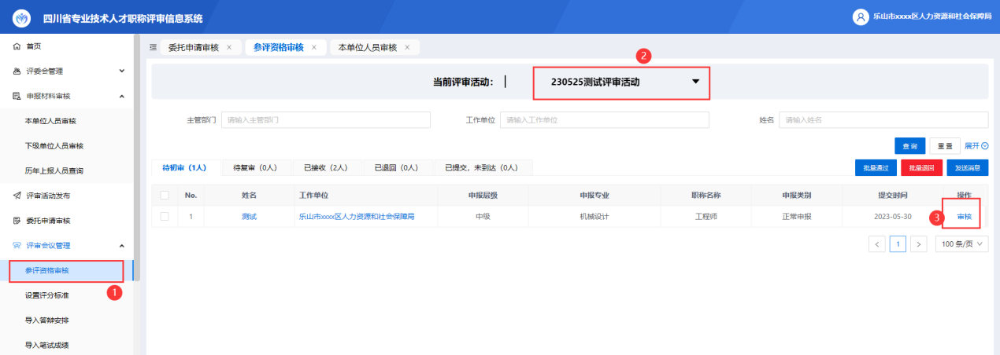 四川省专业技术人才职称评审信息系统
乐山市xxxx区人力资源和社会保障局
首页
评委会管理
申报材料审核
本单位人员审核
下级单位人员审核
历年上报人员查询
评审活动发布
委托申请审核
评审会议管理
参评资格审核
1
设置评分标准
导入答辩安排
导入笔试成绩
委托申请审核 × 参评资格审核 × 本单位人员审核 ×
2
当前评审活动： 230525测试评审活动
主管部门 请输入主管部门 工作单位 请输入工作单位 姓名 请输入姓名
查询 重置 展开
待初审（1人） 待复审（0人） 已接收（2人） 已退回（0人） 已提交，未到达（0人） 批量通过 批量退回 发送消息
No. 姓名 工作单位 申报层级 申报专业 职称名称 申报类别 提交时间 操作
1 测试 乐山市xxxx区人力资源和社会保障局 中级 机械设计 工程师 正常申报 2023-05-30 3 审核
< 1 > 100 条/页